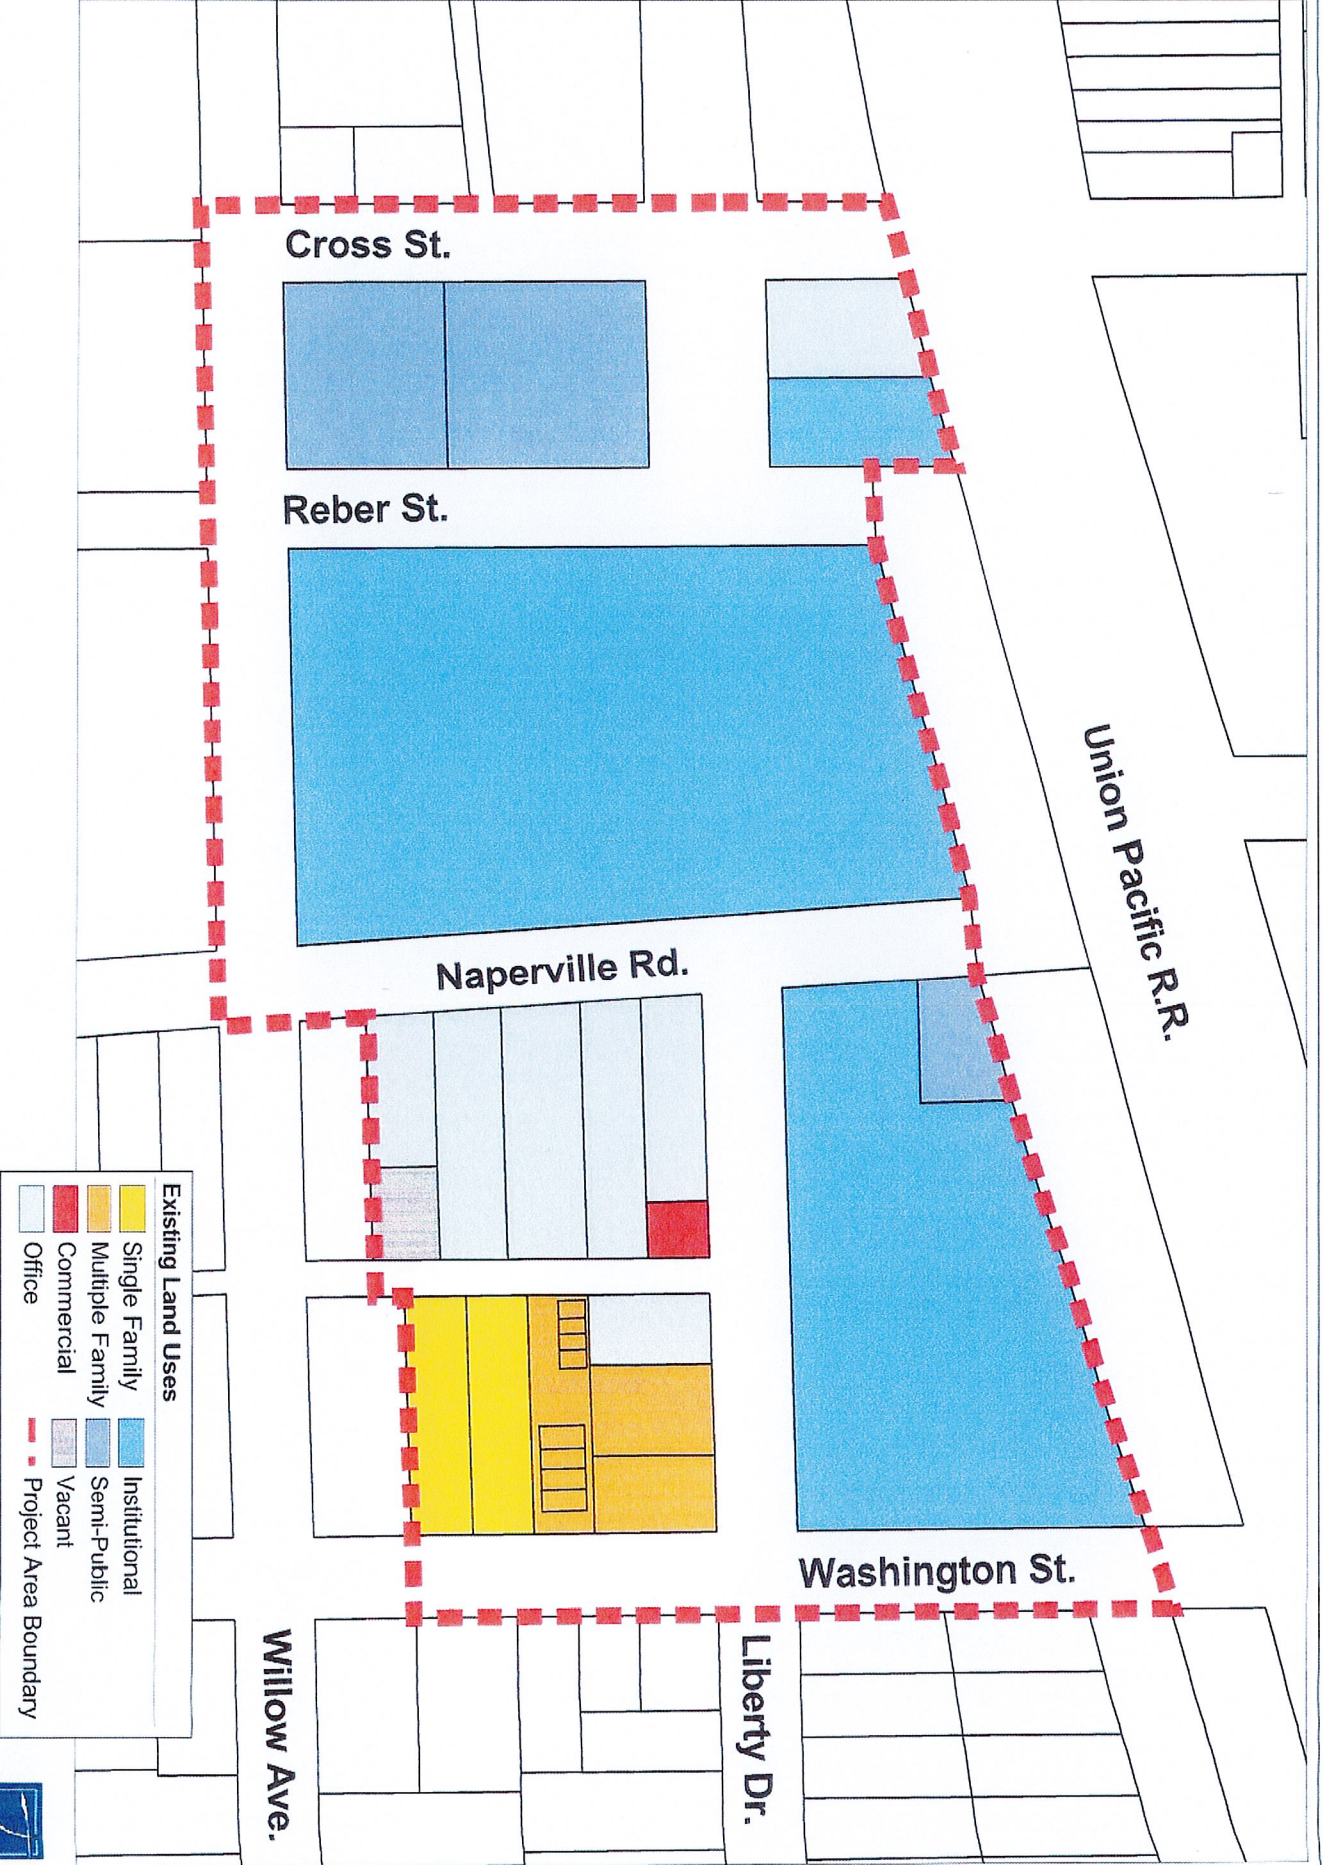 Cross St.
Reber St.
Union Pacific R.R.
Naperville Rd.
Washington St.
Liberty Dr.
Willow Ave.
Existing Land Uses
Single Family
Multiple Family
Commercial
Office
Institutional
Semi-Public
Vacant
Project Area Boundary